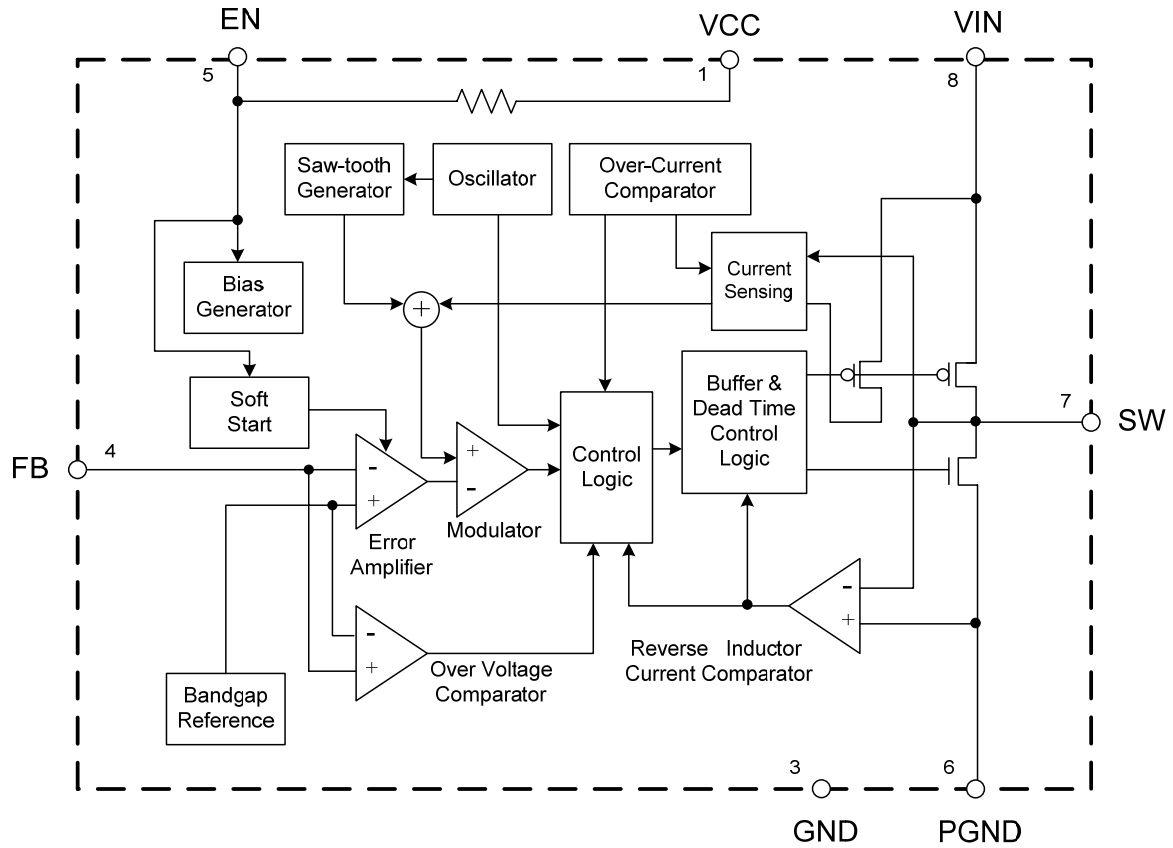 EN
VCC
VIN
5
1
8
Saw-tooth
Generator
Oscillator
Over-Current
Comparator
Bias
Generator
+
Current
Sensing
Soft
Start
Buffer &
Dead Time
Control
Logic
7
SW
FB
4
-
+
Error
Amplifier
+
-
Modulator
Control
Logic
-
+
Over Voltage
Comparator
-
+
Reverse Inductor
Current Comparator
Bandgap
Reference
3
6
GND
PGND